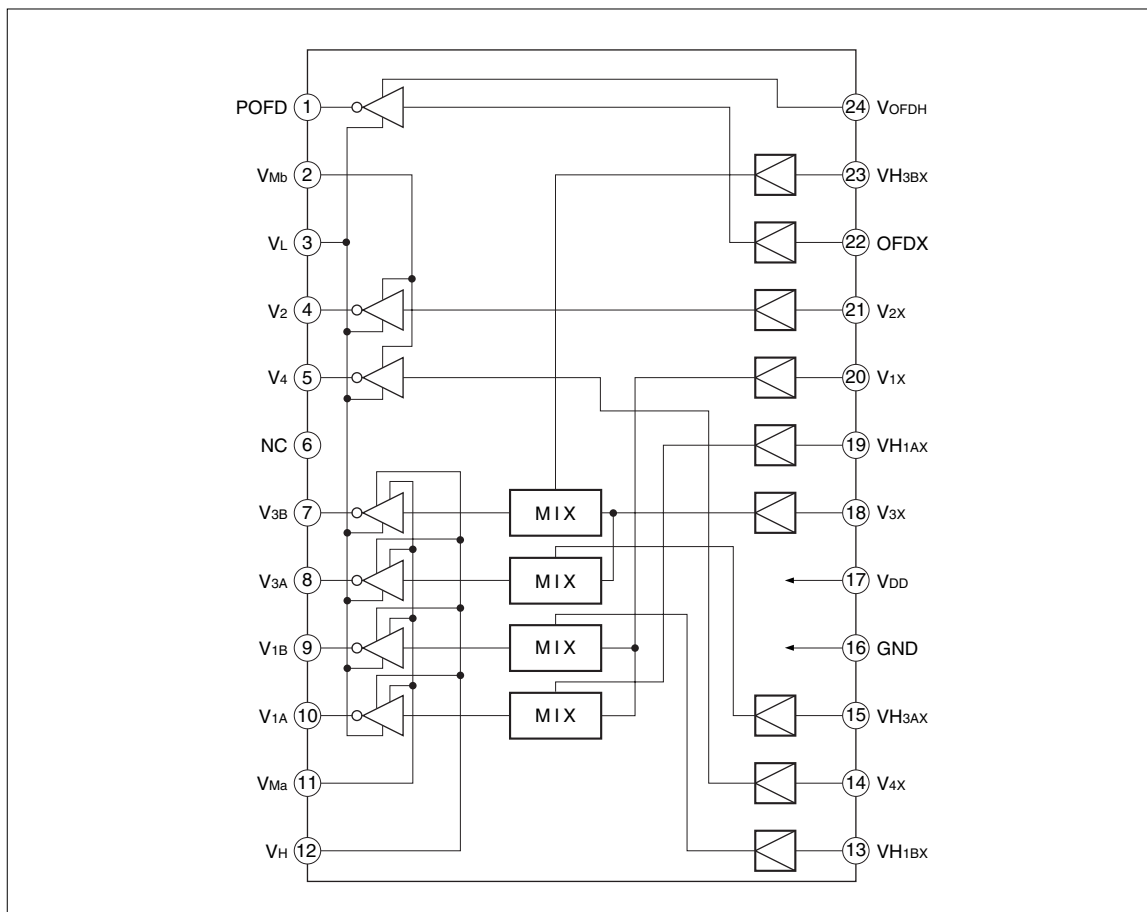 POFD 1
24 VOFDH
VMb 2
23 VH3BX
VL 3
22 OFDX
V2 4
21 V2X
V4 5
20 V1X
NC 6
19 VH1AX
V3B 7
MIX
18 V3X
V3A 8
MIX
17 VDD
V1B 9
MIX
16 GND
V1A 10
MIX
15 VH3AX
VMa 11
14 V4X
VH 12
13 VH1BX